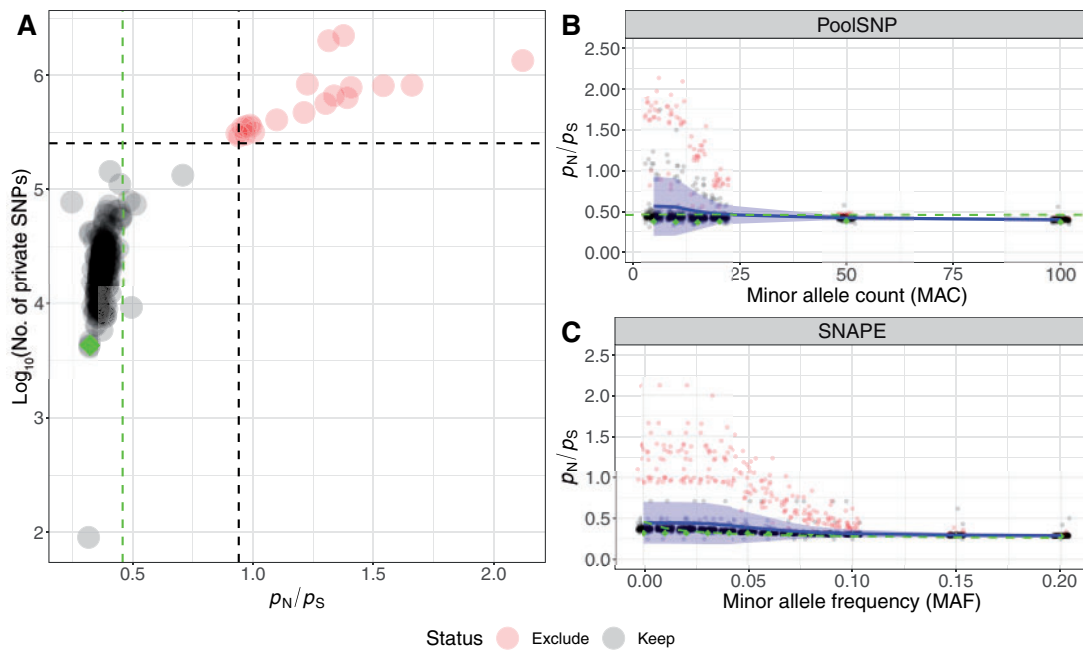 A
Log10(No. of private SNPs)
6
5
4
3
2
0.5 1.0 1.5 2.0
pN/pS
B
PoolSNP
pN/pS
2.50
2.00
1.50
1.00
0.50
0.00
0 25 50 75 100
Minor allele count (MAC)
C
SNAPE
pN/pS
2.5
2.0
1.5
1.0
0.5
0.0
0.00 0.05 0.10 0.15 0.20
Minor allele frequency (MAF)
Status Exclude Keep